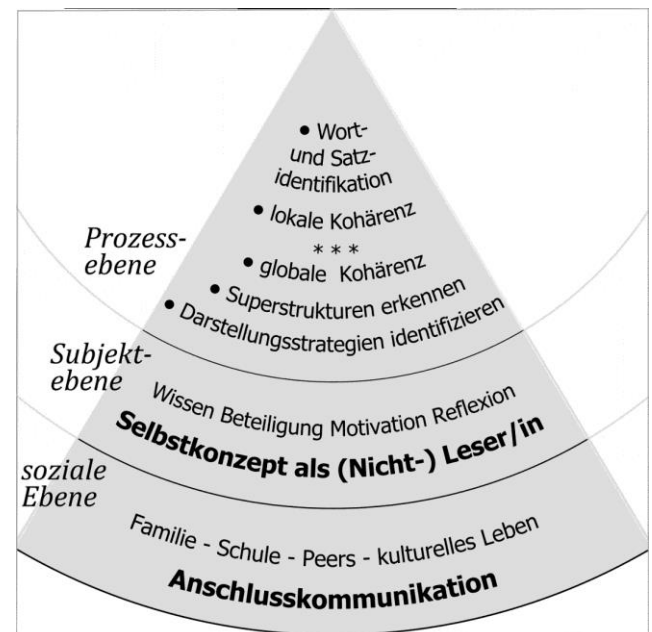 • Wort-
und Satz-
identifikation
• lokale Kohärenz
* * *
• globale Kohärenz
• Superstrukturen erkennen
• Darstellungsstrategien identifizieren
Prozess-
ebene
Wissen Beteiligung Motivation Reflexion
Selbstkonzept als (Nicht-) Leser/in
Subjekt-
ebene
Familie - Schule - Peers - kulturelles Leben
Anschlusskommunikation
soziale
Ebene